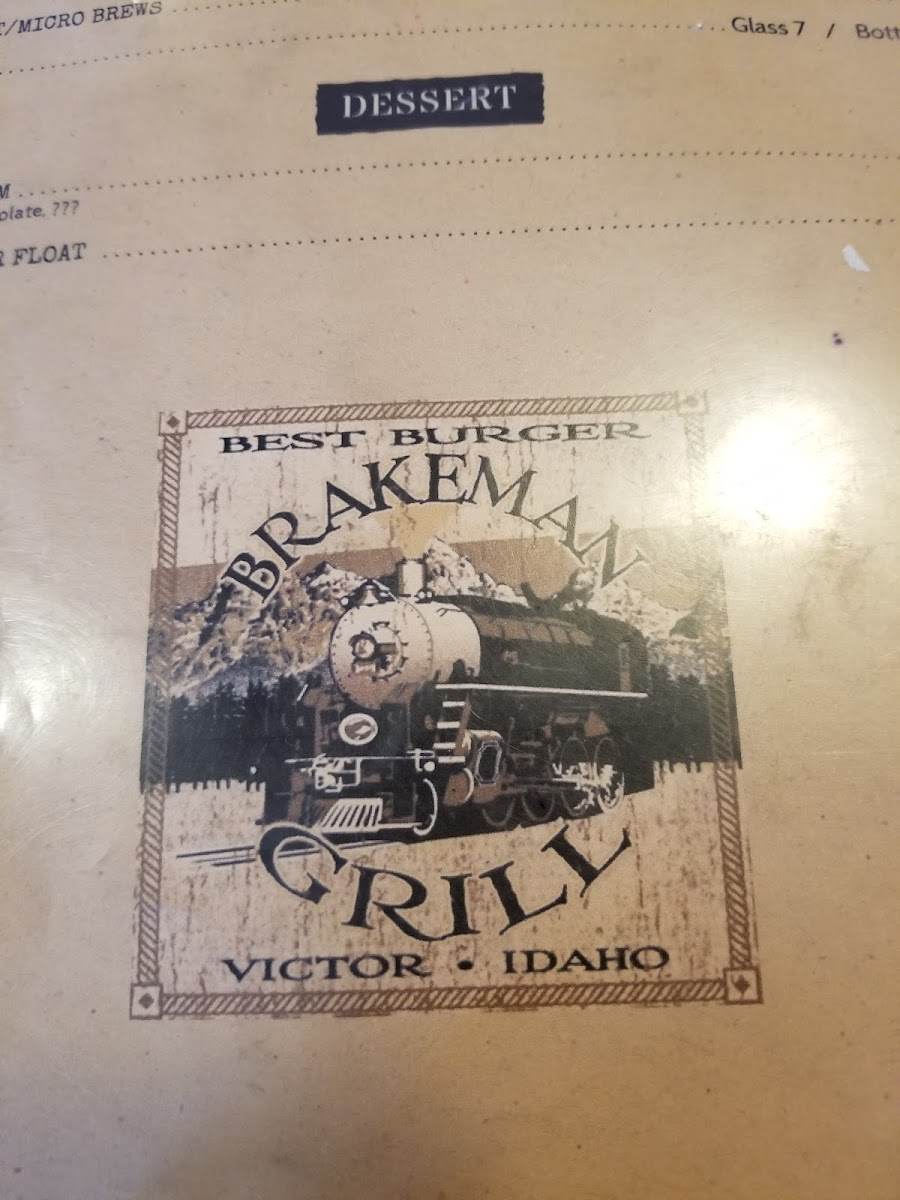 T/MICRO BREWS
Glass 7 / Bott
DESSERT
M
olate, ???
R FLOAT
BEST BURGER
BRAKEMAN
GRILL
VICTOR • IDAHO